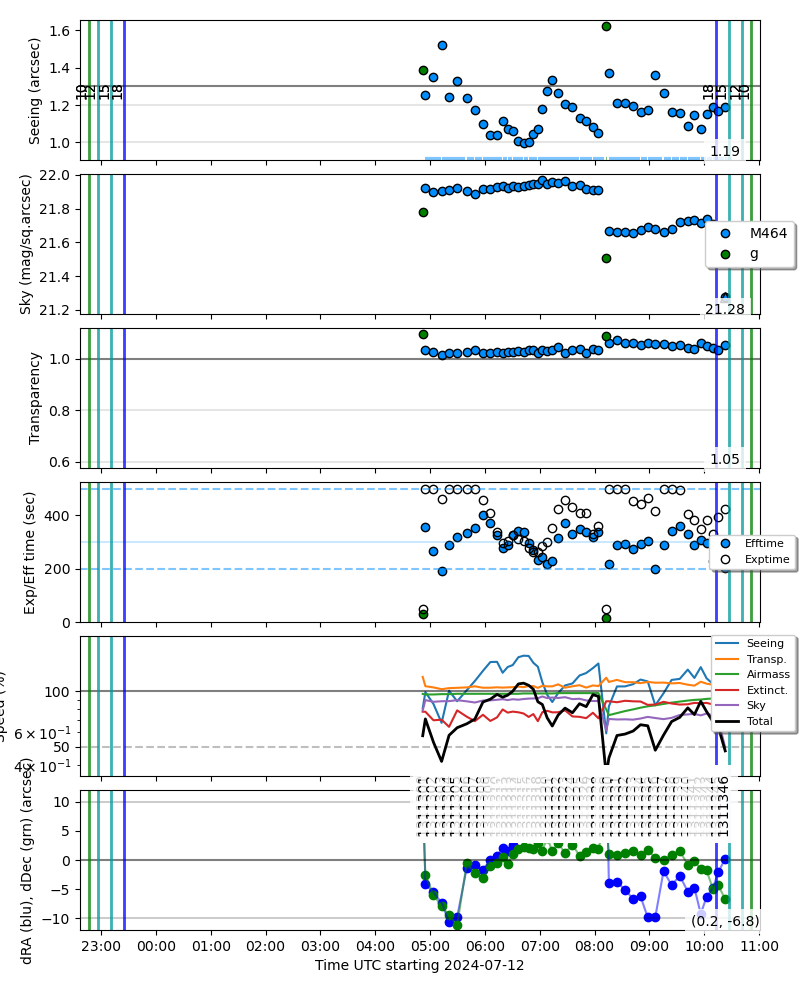 1.6
1.4
1.2
1.0
Seeing (arcsec)
10
12
15
18
18
15
12
10
1.19
22.0
21.8
21.6
21.4
21.2
Sky (mag/sq.arcsec)
M464
g
21.28
1.0
0.8
0.6
Transparency
1.05
400
200
0
Exp/Eff time (sec)
Efftime
Exptime
100
6 × 10⁻¹
50
4 × 10⁻¹
Speed (%)
Seeing
Transp.
Airmass
Extinct.
Sky
Total
10
5
0
−5
−10
dRA (blu), dDec (grn) (arcsec)
1311346
(0.2, -6.8)
23:00 00:00 01:00 02:00 03:00 04:00 05:00 06:00 07:00 08:00 09:00 10:00 11:00
Time UTC starting 2024-07-12